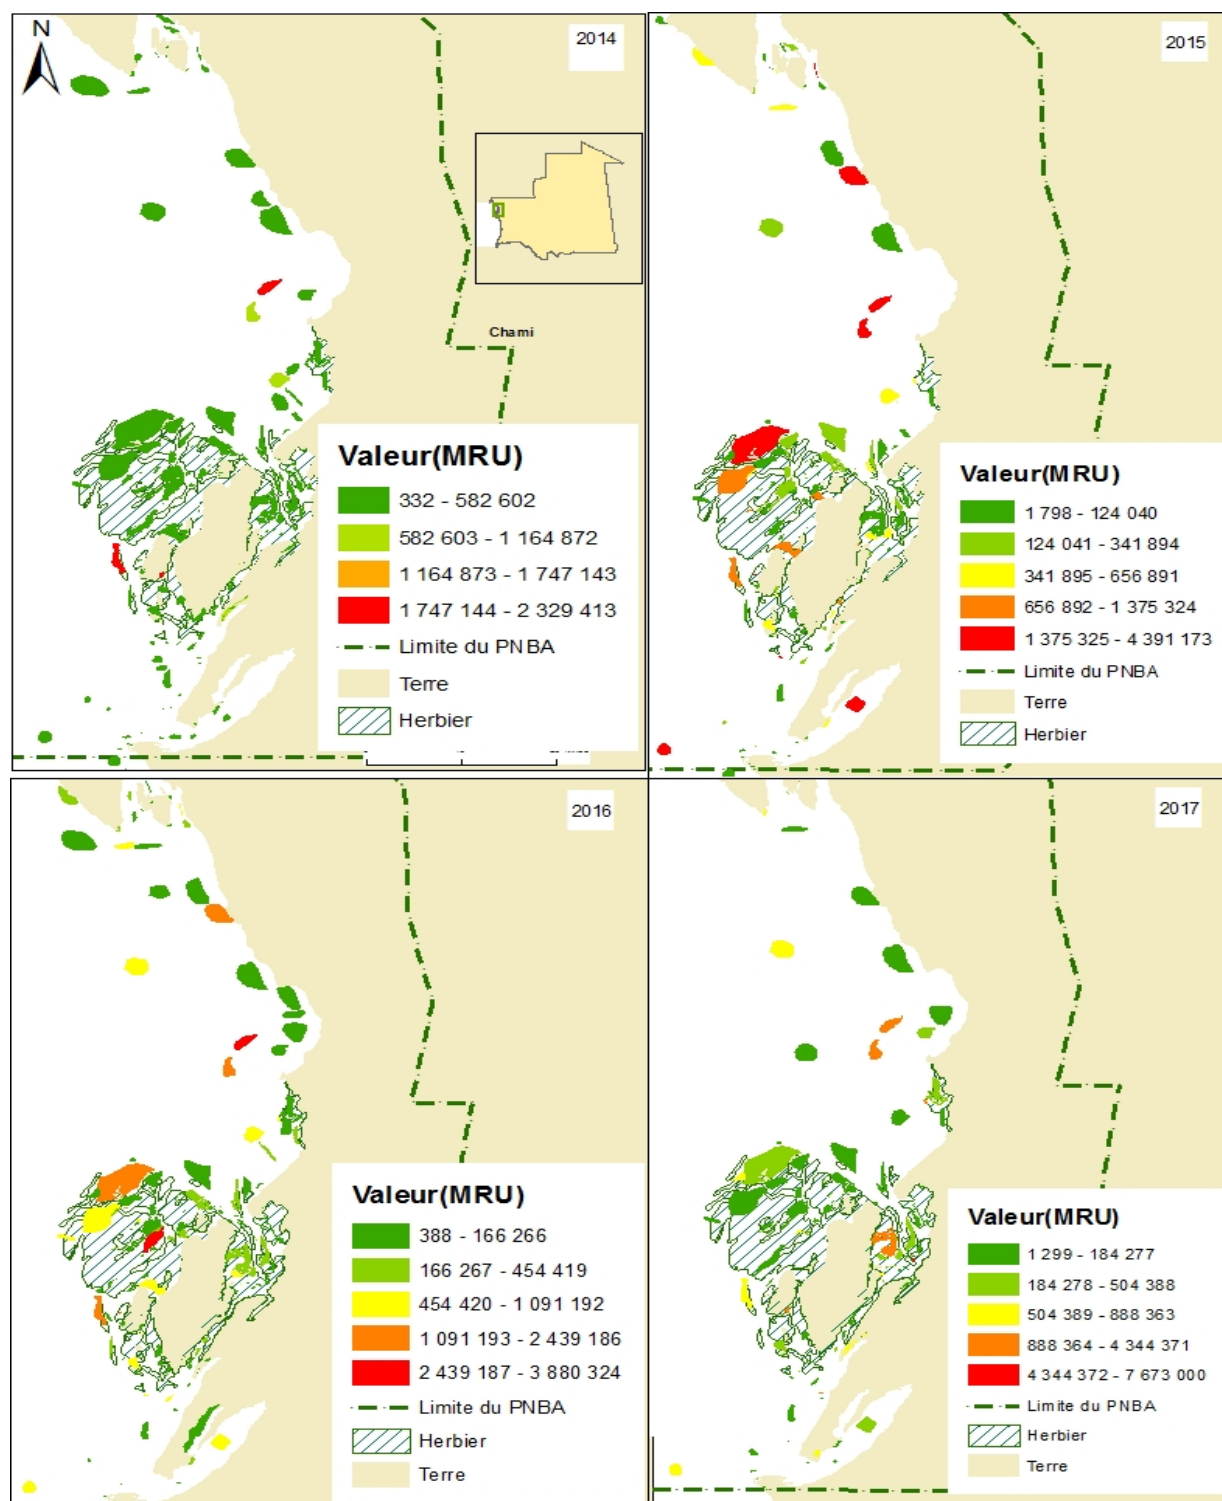 N
2014
Chami
Valeur(MRU)
332 - 582 602
582 603 - 1 164 872
1 164 873 - 1 747 143
1 747 144 - 2 329 413
Limite du PNBA
Terre
Herbier
2015
Valeur(MRU)
1 798 - 124 040
124 041 - 341 894
341 895 - 656 891
656 892 - 1 375 324
1 375 325 - 4 391 173
Limite du PNBA
Terre
Herbier
2016
Valeur(MRU)
388 - 166 266
166 267 - 454 419
454 420 - 1 091 192
1 091 193 - 2 439 186
2 439 187 - 3 880 324
Limite du PNBA
Herbier
Terre
2017
Valeur(MRU)
1 299 - 184 277
184 278 - 504 388
504 389 - 888 363
888 364 - 4 344 371
4 344 372 - 7 673 000
Limite du PNBA
Herbier
Terre